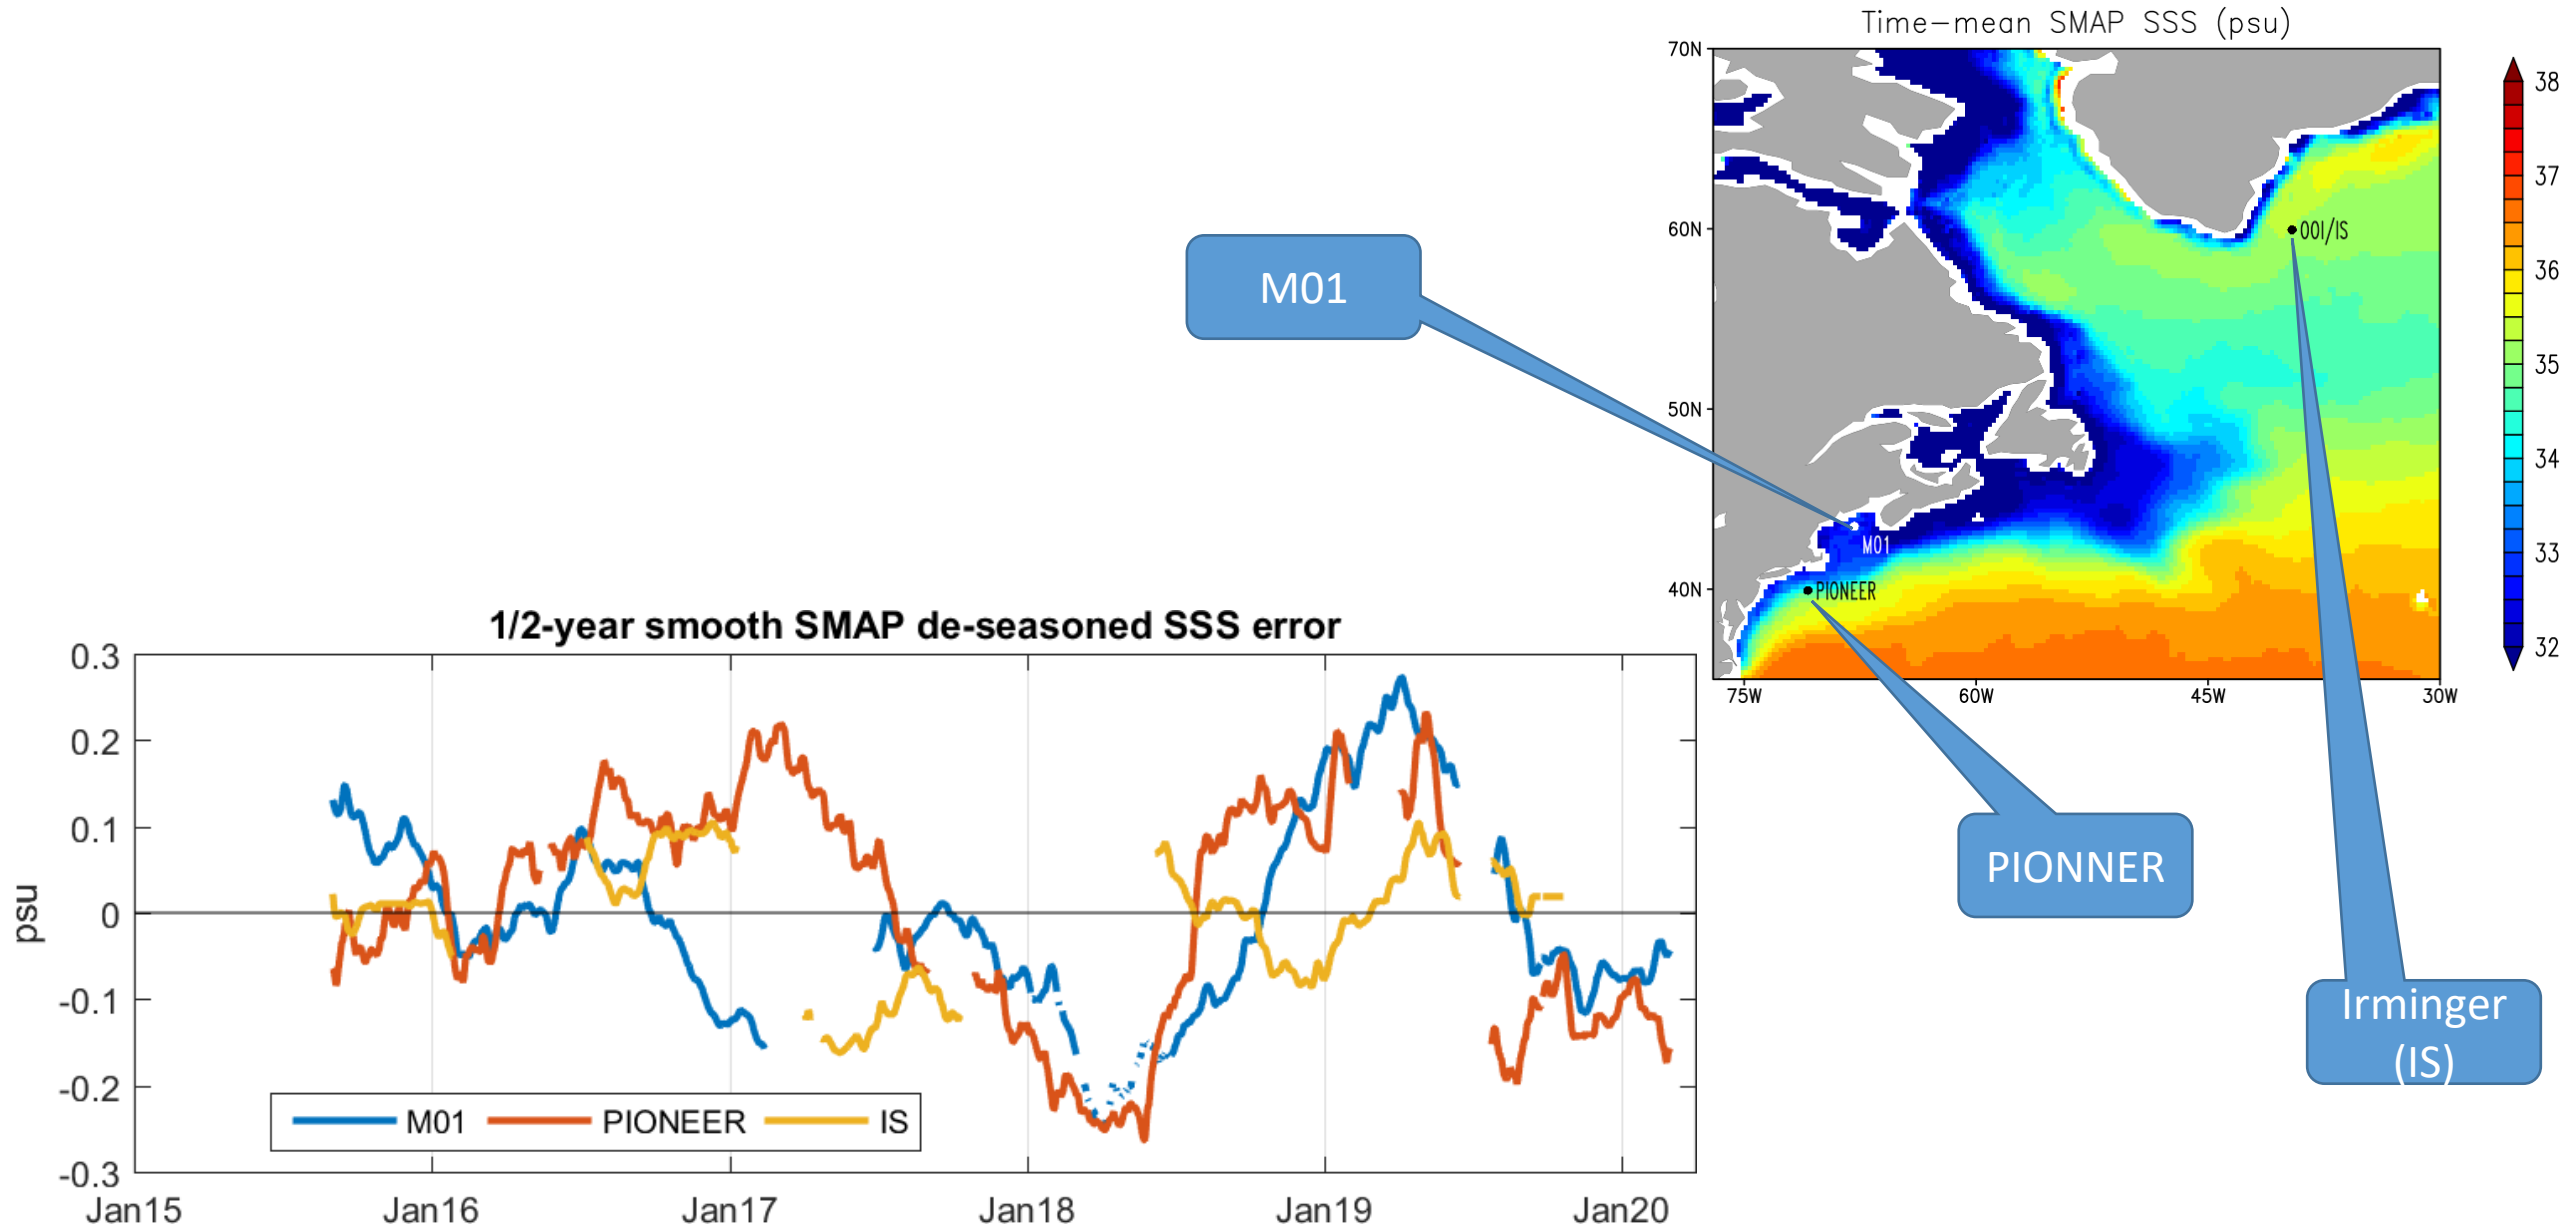 Time-mean SMAP SSS (psu)
70N
60N
50N
40N
75W
60W
45W
30W
38
37
36
35
34
33
32
OOI/IS
M01
PIONEER
M01
PIONNER
Irminger
(IS)
1/2-year smooth SMAP de-seasoned SSS error
psu
0.3
0.2
0.1
0
-0.1
-0.2
-0.3
M01
PIONEER
IS
Jan15
Jan16
Jan17
Jan18
Jan19
Jan20